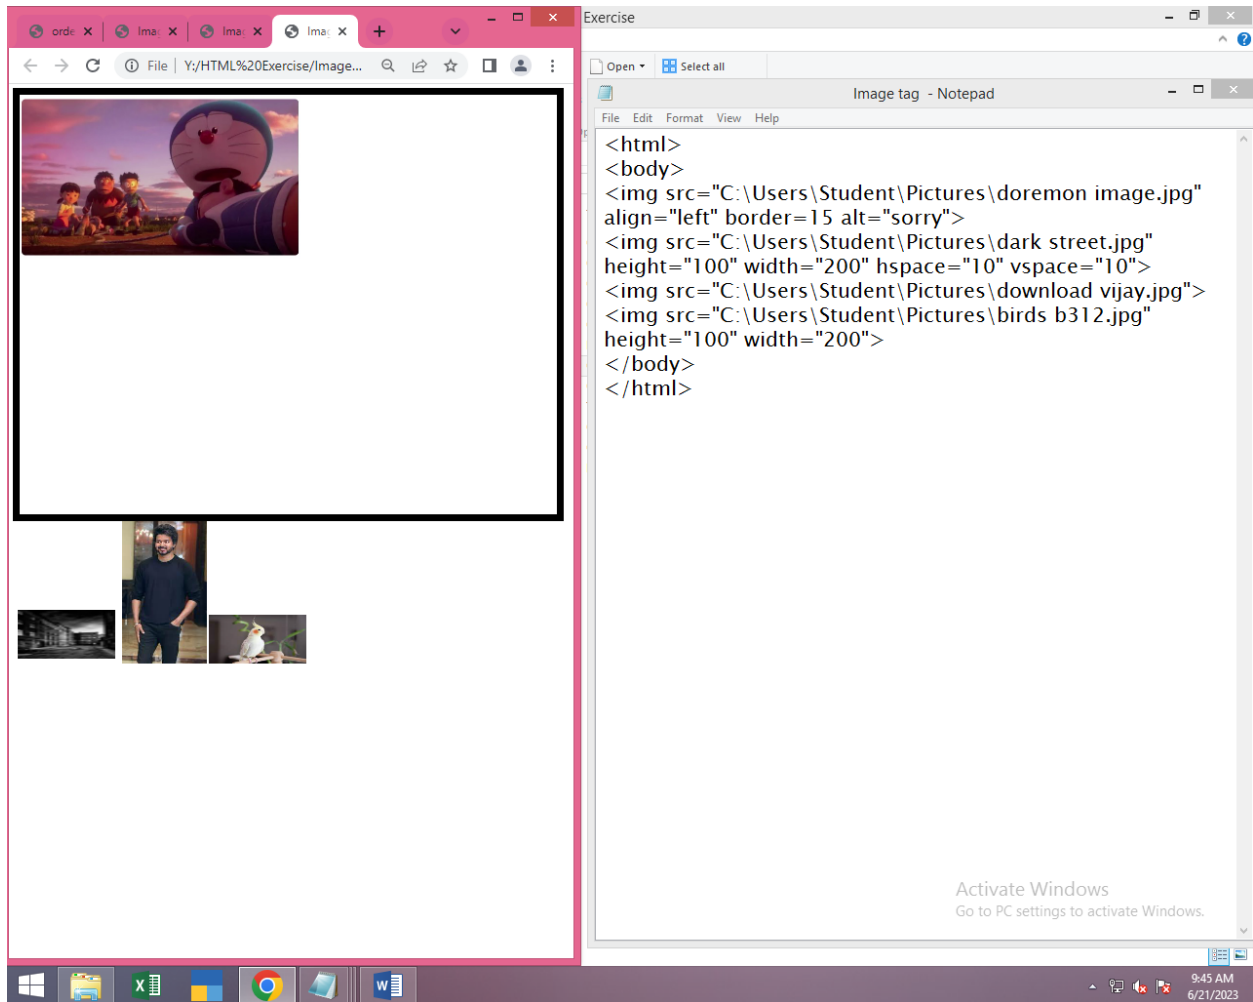 orde
Ima
Ima
Ima
File
Y:/HTML%20Exercise/Image...
Exercise
Open
Select all
Image tag - Notepad
File Edit Format View Help
<html>
<body>
<img src="C:\Users\Student\Pictures\doremon image.jpg"
align="left" border=15 alt="sorry">
<img src="C:\Users\Student\Pictures\dark street.jpg"
height="100" width="200" hspace="10" vspace="10">
<img src="C:\Users\Student\Pictures\download vijay.jpg">
<img src="C:\Users\Student\Pictures\birds b312.jpg"
height="100" width="200">
</body>
</html>
Activate Windows
Go to PC settings to activate Windows.
9:45 AM
6/21/2023